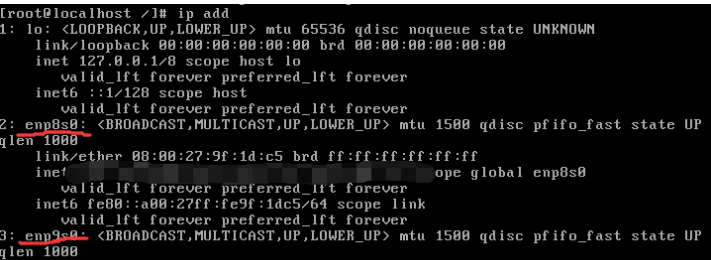 [root@localhost /]# ip add
1: lo: <LOOPBACK,UP,LOWER_UP> mtu 65536 qdisc noqueue state UNKNOWN
link/loopback 00:00:00:00:00:00 brd 00:00:00:00:00:00
inet 127.0.0.1/8 scope host lo
valid_lft forever preferred_lft forever
inet6 ::1/128 scope host
valid_lft forever preferred_lft forever
2: enp8s0: <BROADCAST,MULTICAST,UP,LOWER_UP> mtu 1500 qdisc pfifo_fast state UP
qlen 1000
link/ether 08:00:27:9f:1d:c5 brd ff:ff:ff:ff:ff:ff
inet ope global enp8s0
valid_lft forever preferred_lft forever
inet6 fe80::a00:27ff:fe9f:1dc5/64 scope link
valid_lft forever preferred_lft forever
3: enp9s0: <BROADCAST,MULTICAST,UP,LOWER_UP> mtu 1500 qdisc pfifo_fast state UP
qlen 1000